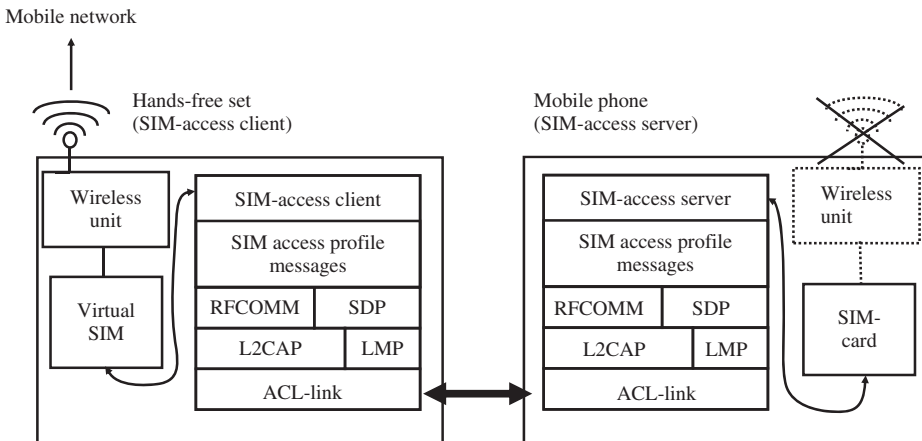 Mobile network
Hands-free set
(SIM-access client)
Wireless
unit
Virtual
SIM
SIM-access client
SIM access profile
messages
RFCOMM
SDP
L2CAP
LMP
ACL-link
Mobile phone
(SIM-access server)
SIM-access server
SIM access profile
messages
RFCOMM
SDP
L2CAP
LMP
ACL-link
Wireless
unit
SIM-
card